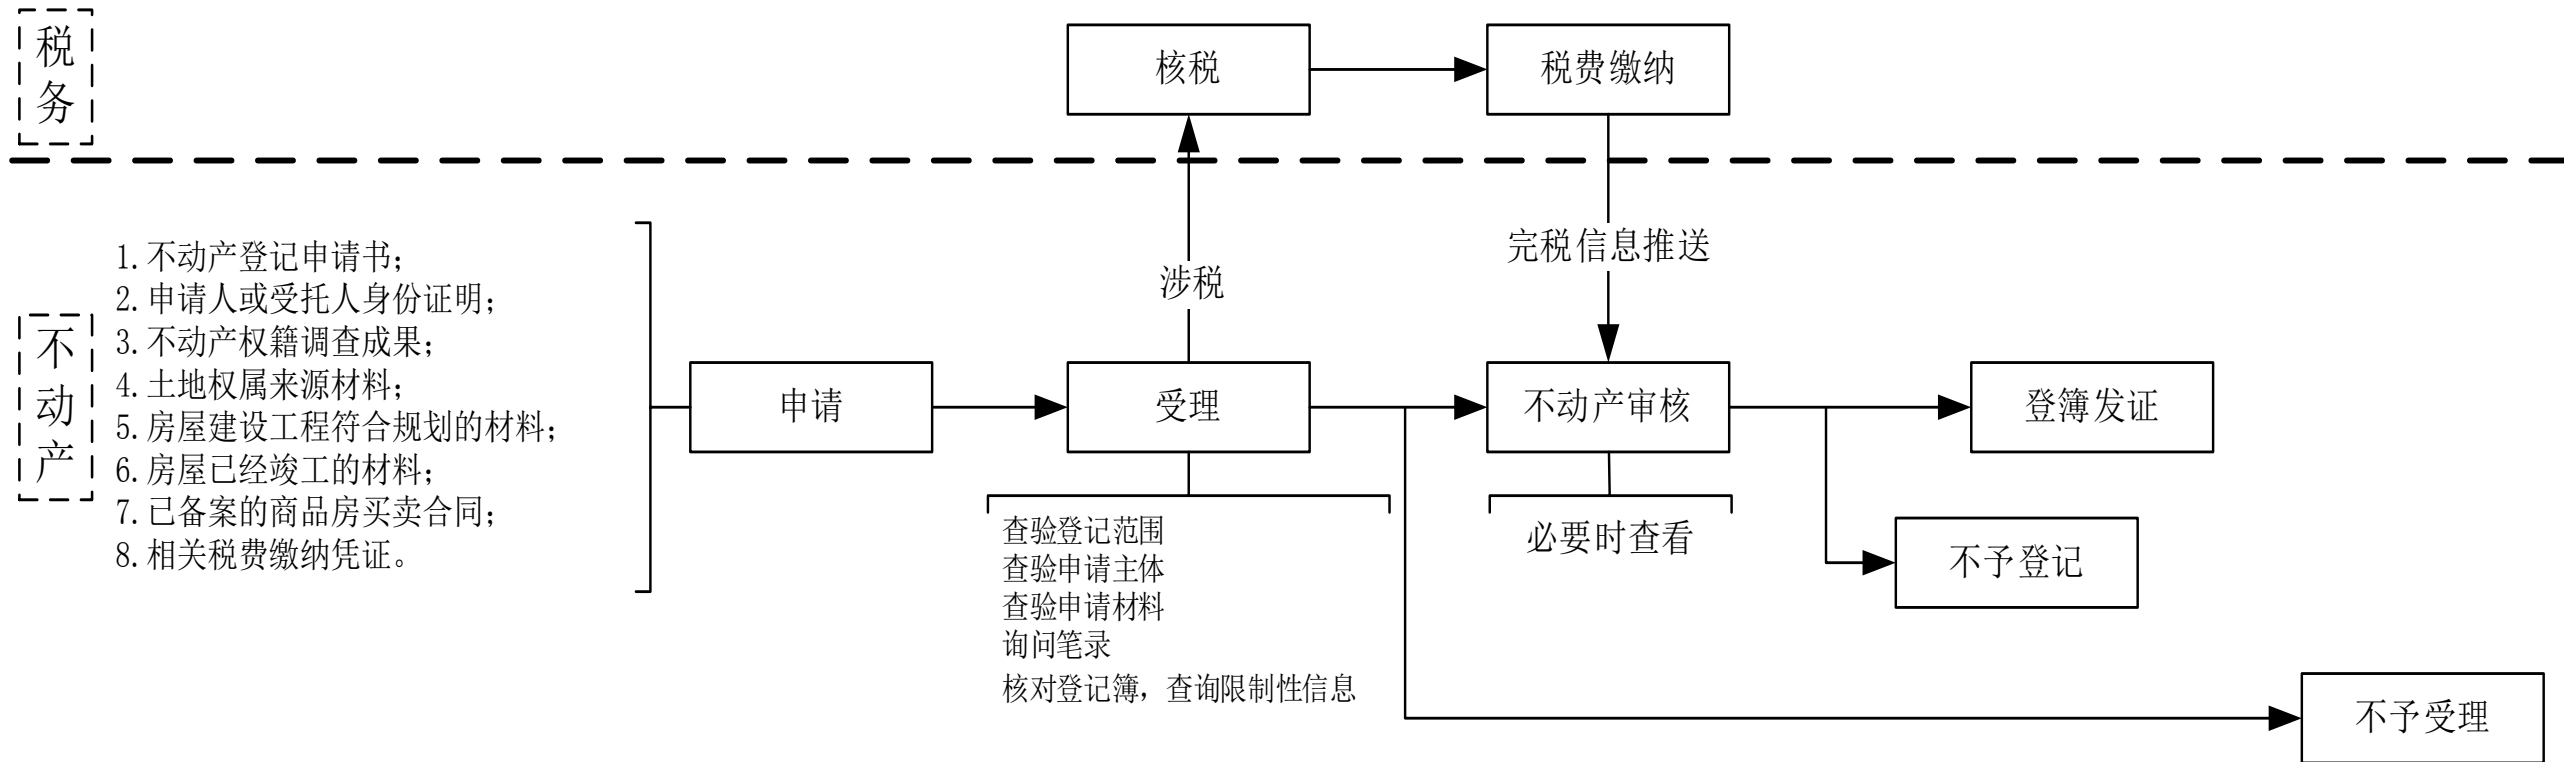 税务
核税
税费缴纳
涉税
完税信息推送
不动产
1.不动产登记申请书；
2.申请人或受托人身份证明；
3.不动产权籍调查成果；
4.土地权属来源材料；
5.房屋建设工程符合规划的材料；
6.房屋已经竣工的材料；
7.已备案的商品房买卖合同；
8.相关税费缴纳凭证。
申请
受理
不动产审核
登簿发证
查验登记范围
查验申请主体
查验申请材料
询问笔录
核对登记簿，查询限制性信息
必要时查看
不予登记
不予受理